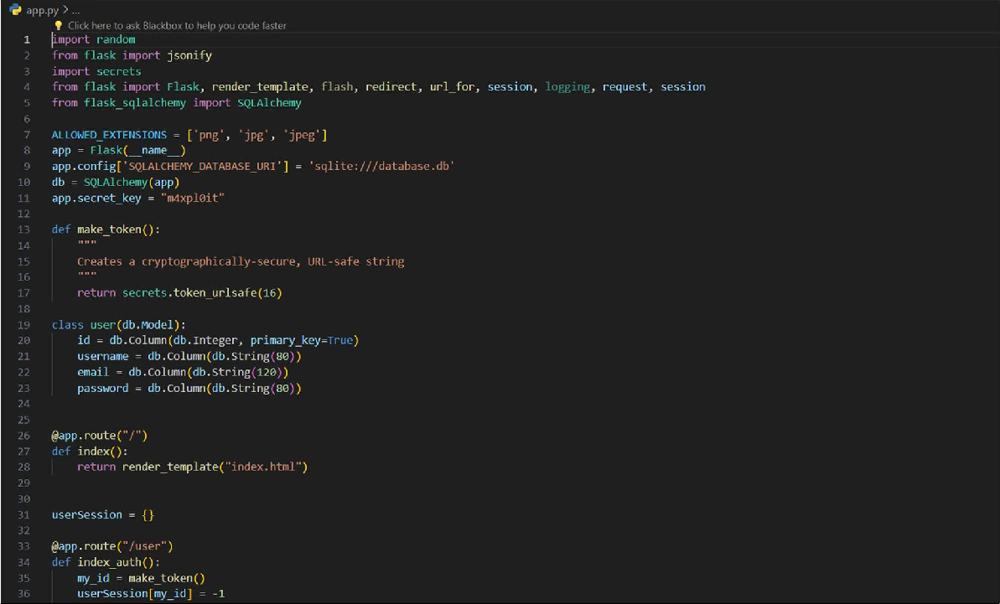 app.py > ...
Click here to ask Blackbox to help you code faster
1 import random
2 from flask import jsonify
3 import secrets
4 from flask import Flask, render_template, flash, redirect, url_for, session, logging, request, session
5 from flask_sqlalchemy import SQLAlchemy
6
7 ALLOWED_EXTENSIONS = ['png', 'jpg', 'jpeg']
8 app = Flask(__name__)
9 app.config['SQLALCHEMY_DATABASE_URI'] = 'sqlite:///database.db'
10 db = SQLAlchemy(app)
11 app.secret_key = "m4xpl0it"
12
13 def make_token():
14     """
15     Creates a cryptographically-secure, URL-safe string
16     """
17     return secrets.token_urlsafe(16)
18
19 class user(db.Model):
20     id = db.Column(db.Integer, primary_key=True)
21     username = db.Column(db.String(80))
22     email = db.Column(db.String(120))
23     password = db.Column(db.String(80))
24
25
26 @app.route("/")
27 def index():
28     return render_template("index.html")
29
30
31 userSession = {}
32
33 @app.route("/user")
34 def index_auth():
35     my_id = make_token()
36     userSession[my_id] = -1